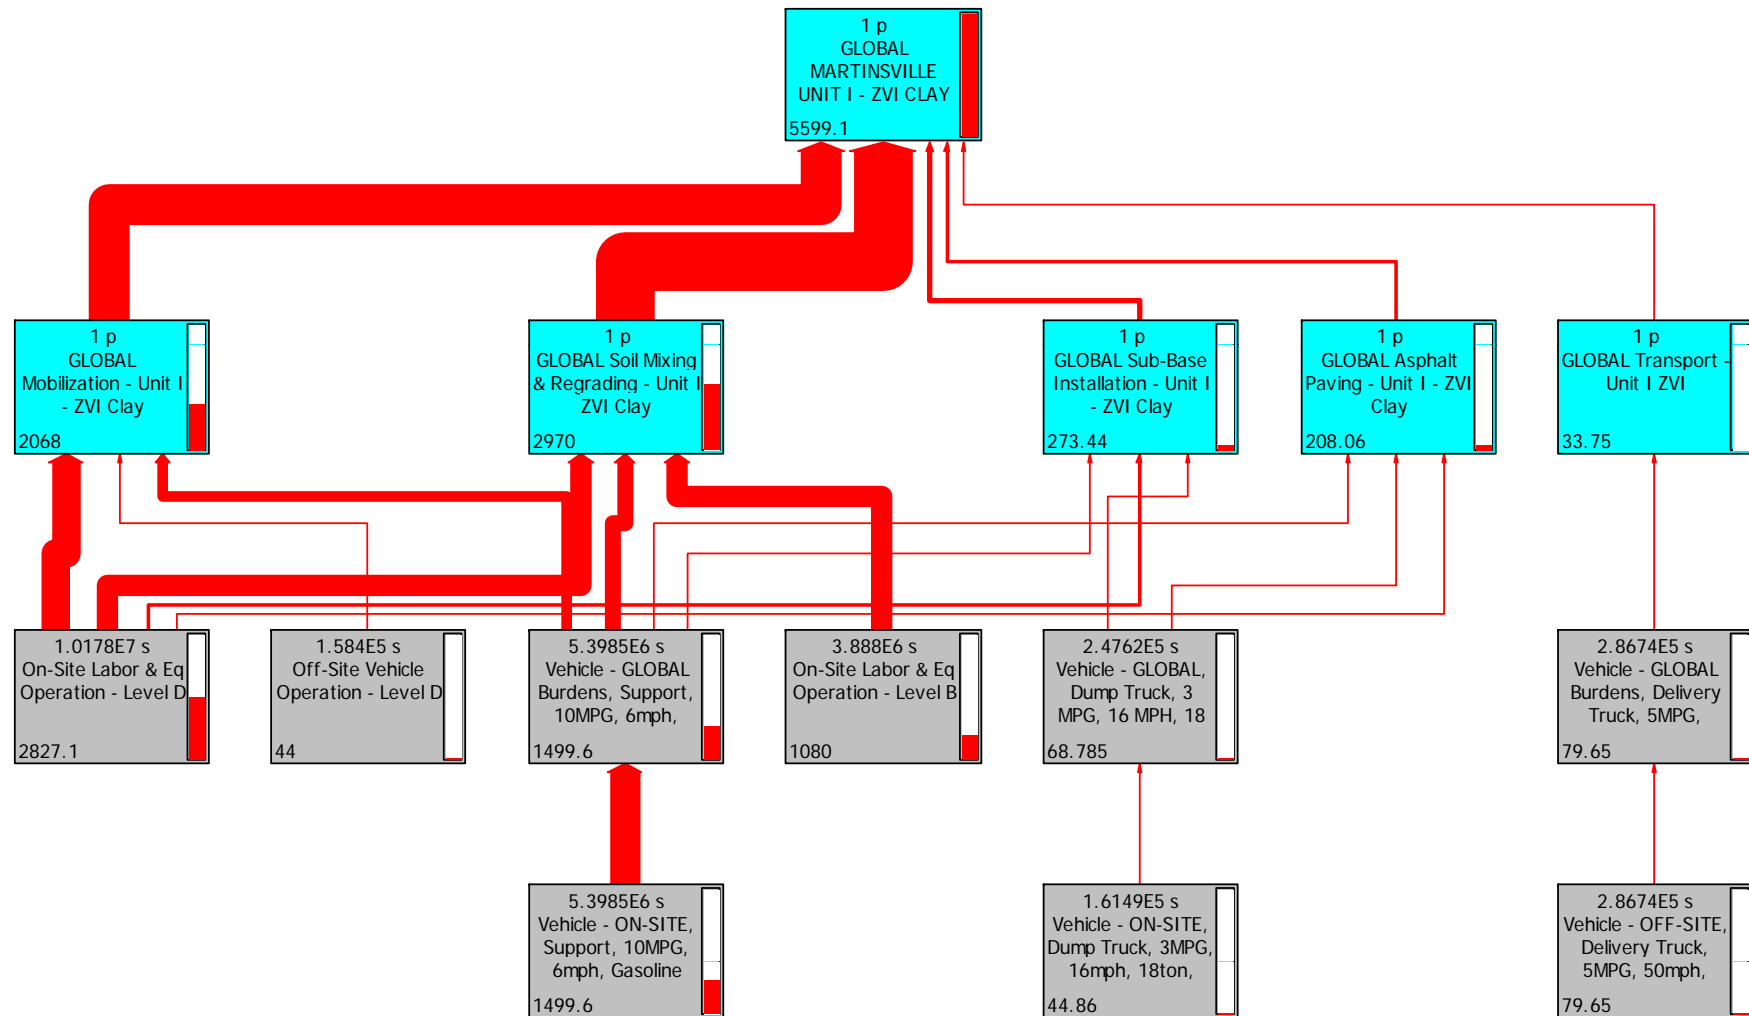 1 p
GLOBAL
MARTINSVILLE
UNIT I - ZVI CLAY
5599.1
1 p
GLOBAL
Mobilization - Unit I
- ZVI Clay
2068
1 p
GLOBAL Soil Mixing
& Regrading - Unit I
ZVI Clay
2970
1 p
GLOBAL Sub-Base
Installation - Unit I
- ZVI Clay
273.44
1 p
GLOBAL Asphalt
Paving - Unit I - ZVI
Clay
208.06
1 p
GLOBAL Transport -
Unit I ZVI
33.75
1.0178E7 s
On-Site Labor & Eq
Operation - Level D
2827.1
1.584E5 s
Off-Site Vehicle
Operation - Level D
44
5.3985E6 s
Vehicle - GLOBAL
Burdens, Support,
10MPG, 6mph,
1499.6
3.888E6 s
On-Site Labor & Eq
Operation - Level B
1080
2.4762E5 s
Vehicle - GLOBAL,
Dump Truck, 3
MPG, 16 MPH, 18
68.785
2.8674E5 s
Vehicle - GLOBAL
Burdens, Delivery
Truck, 5MPG,
79.65
5.3985E6 s
Vehicle - ON-SITE,
Support, 10MPG,
6mph, Gasoline
1499.6
1.6149E5 s
Vehicle - ON-SITE,
Dump Truck, 3MPG,
16mph, 18ton,
44.86
2.8674E5 s
Vehicle - OFF-SITE,
Delivery Truck,
5MPG, 50mph,
79.65